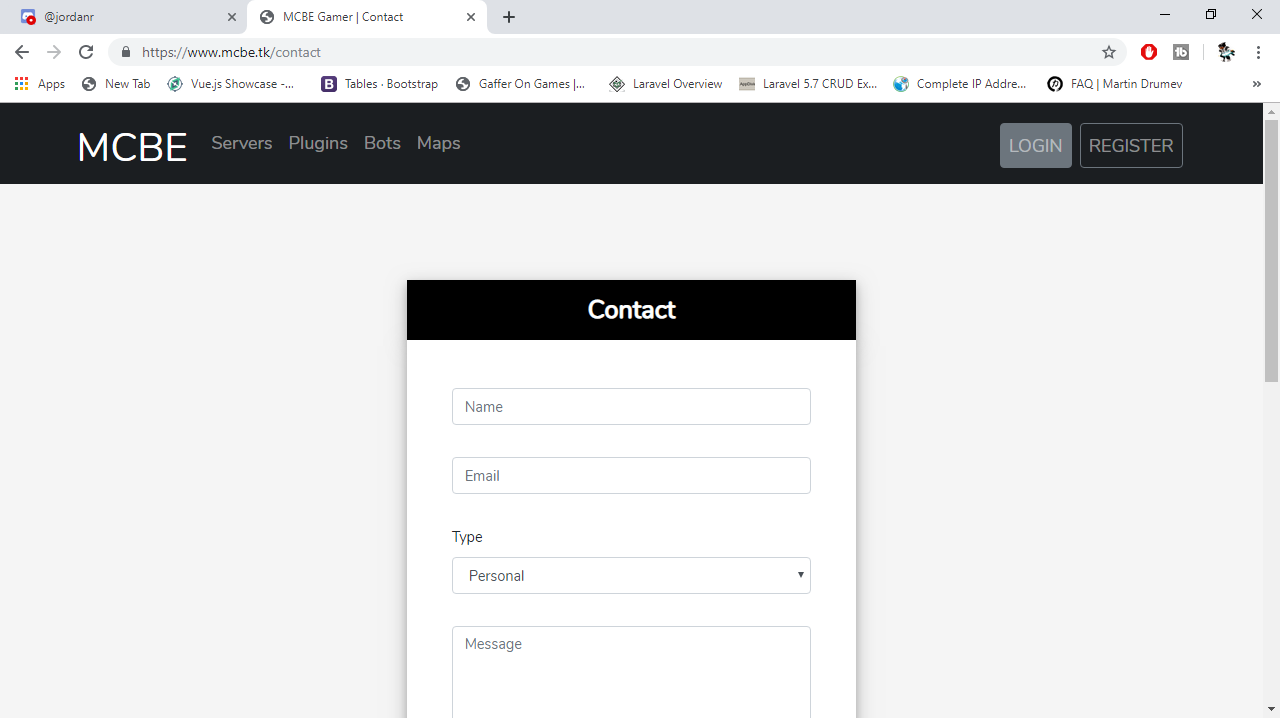 @jordanr
MCBE Gamer | Contact
https://www.mcbe.tk/contact
Apps
New Tab
Vue.js Showcase -...
B
Tables · Bootstrap
Gaffer On Games |...
Laravel Overview
Laravel 5.7 CRUD Ex...
Complete IP Addre...
FAQ | Martin Drumev
»
MCBE
Servers
Plugins
Bots
Maps
LOGIN
REGISTER
Contact
Name
Email
Type
Personal
Message